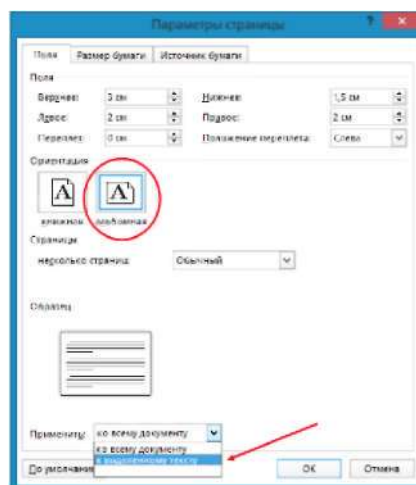 Параметры страницы ?
Поля Размер бумаги Источник бумаги
Поля
Верхнее: 3 см Нижнее: 1,5 см
Левое: 2 см Правое: 2 см
Переплет: 0 см Положение переплета: Слева
Ориентация
книжная альбомная
Страницы
несколько страниц: Обычный
Образец
Применить: ко всему документу
ко всему документу
к выделенному тексту
По умолчанию ОК Отмена